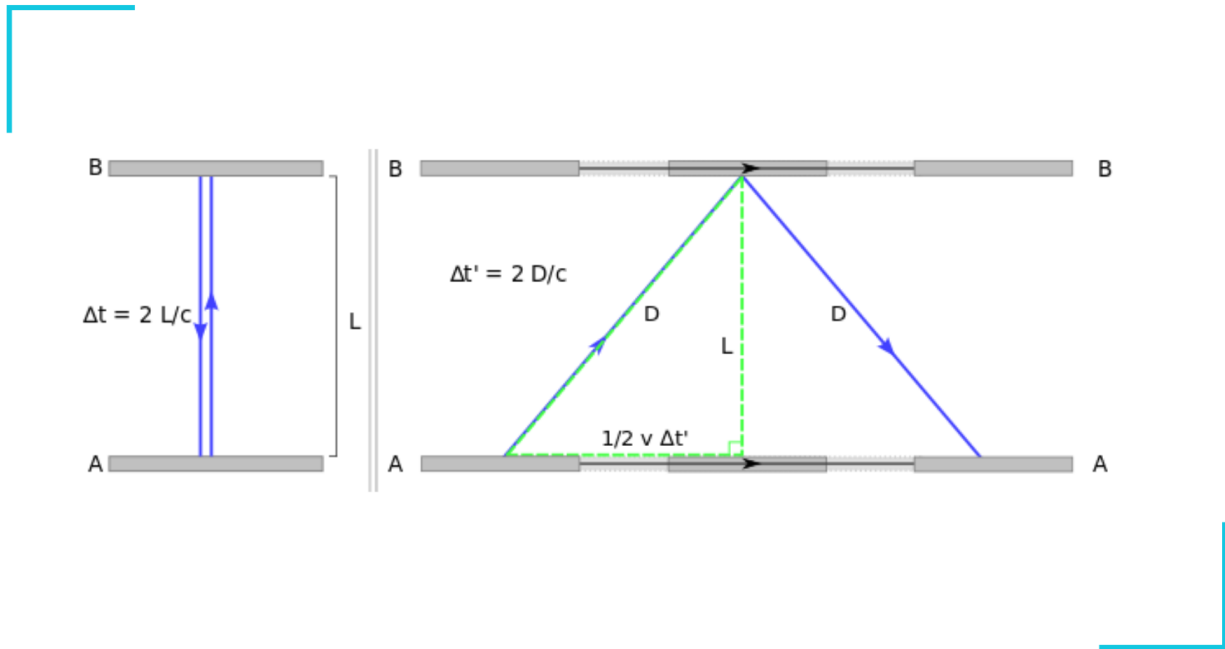 B
Δt = 2 L/c
L
A
B
B
Δt' = 2 D/c
D
D
L
1/2 v Δt'
A
A